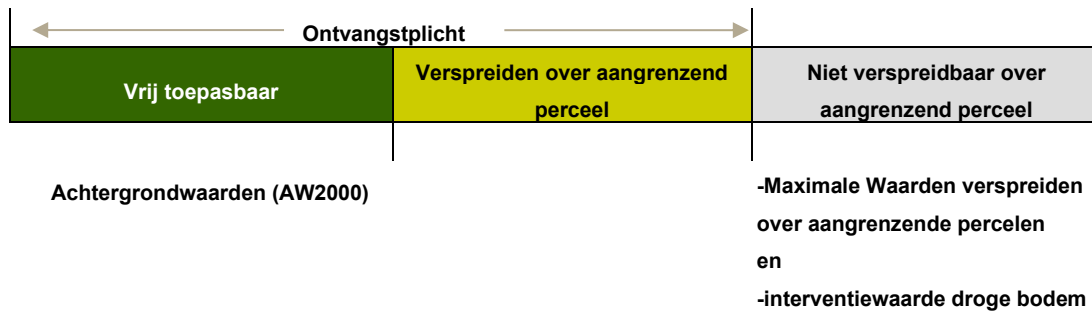 Ontvangstplicht
Vrij toepasbaar
Verspreiden over aangrenzend
perceel
Niet verspreidbaar over
aangrenzend perceel
Achtergrondwaarden (AW2000)
-Maximale Waarden verspreiden
over aangrenzende percelen
en
-interventiewaarde droge bodem